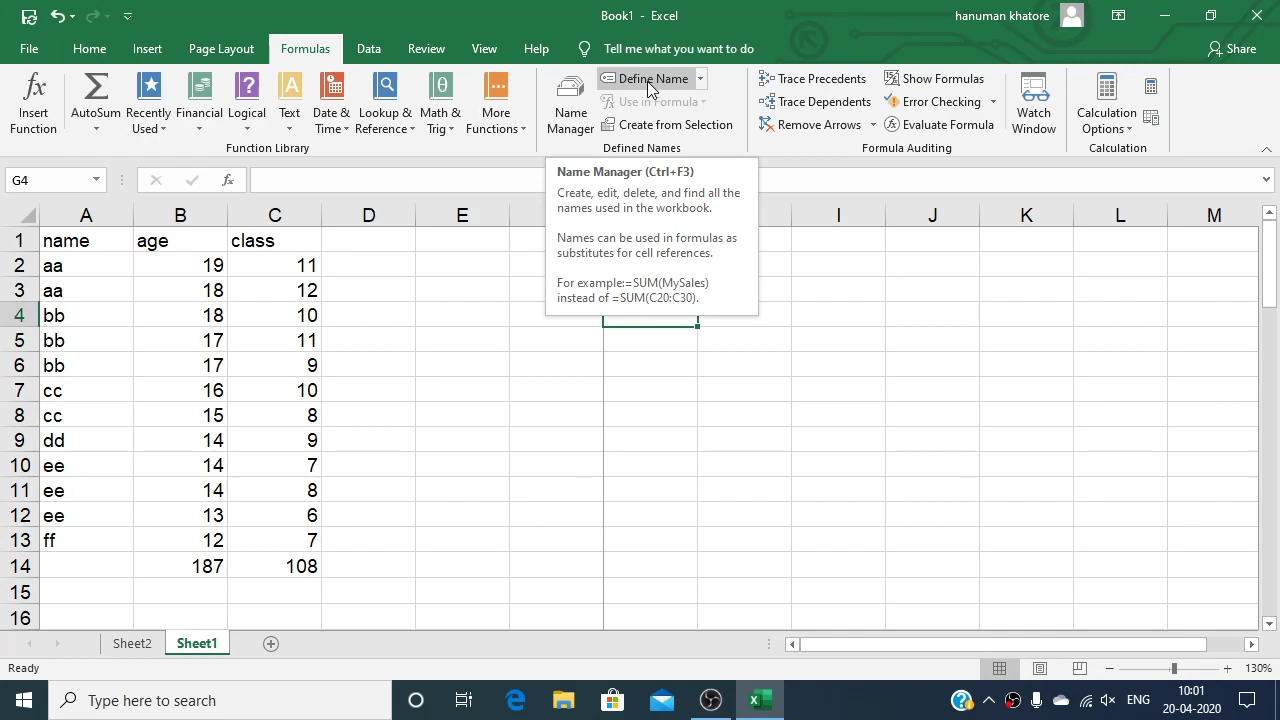 Book1 - Excel
hanuman khatore
File Home Insert Page Layout Formulas Data Review View Help Tell me what you want to do Share
Insert Function
AutoSum
Recently Used
Financial
Logical
Text
Date & Time
Lookup & Reference
Math & Trig
More Functions
Function Library
Name Manager
Define Name
Use in Formula
Create from Selection
Defined Names
Trace Precedents
Trace Dependents
Remove Arrows
Show Formulas
Error Checking
Evaluate Formula
Formula Auditing
Watch Window
Calculation Options
Calculation
G4
fx
Name Manager (Ctrl+F3)
Create, edit, delete, and find all the
names used in the workbook.
Names can be used in formulas as
substitutes for cell references.
For example:=SUM(MySales)
instead of =SUM(C20:C30).
A B C D E I J K L M
1 name age class
2 aa 19 11
3 aa 18 12
4 bb 18 10
5 bb 17 11
6 bb 17 9
7 cc 16 10
8 cc 15 8
9 dd 14 9
10 ee 14 7
11 ee 14 8
12 ee 13 6
13 ff 12 7
14 187 108
15
16
Sheet2 Sheet1
Ready 130%
Type here to search
ENG
10:01
20-04-2020